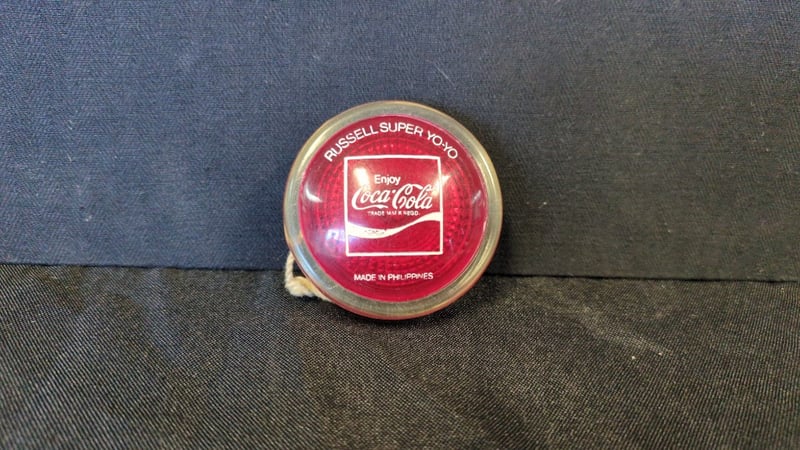 RUSSELL SUPER YO-YO
Enjoy
Coca-Cola
TRADE MARK REGD.
MADE IN PHILIPPINES